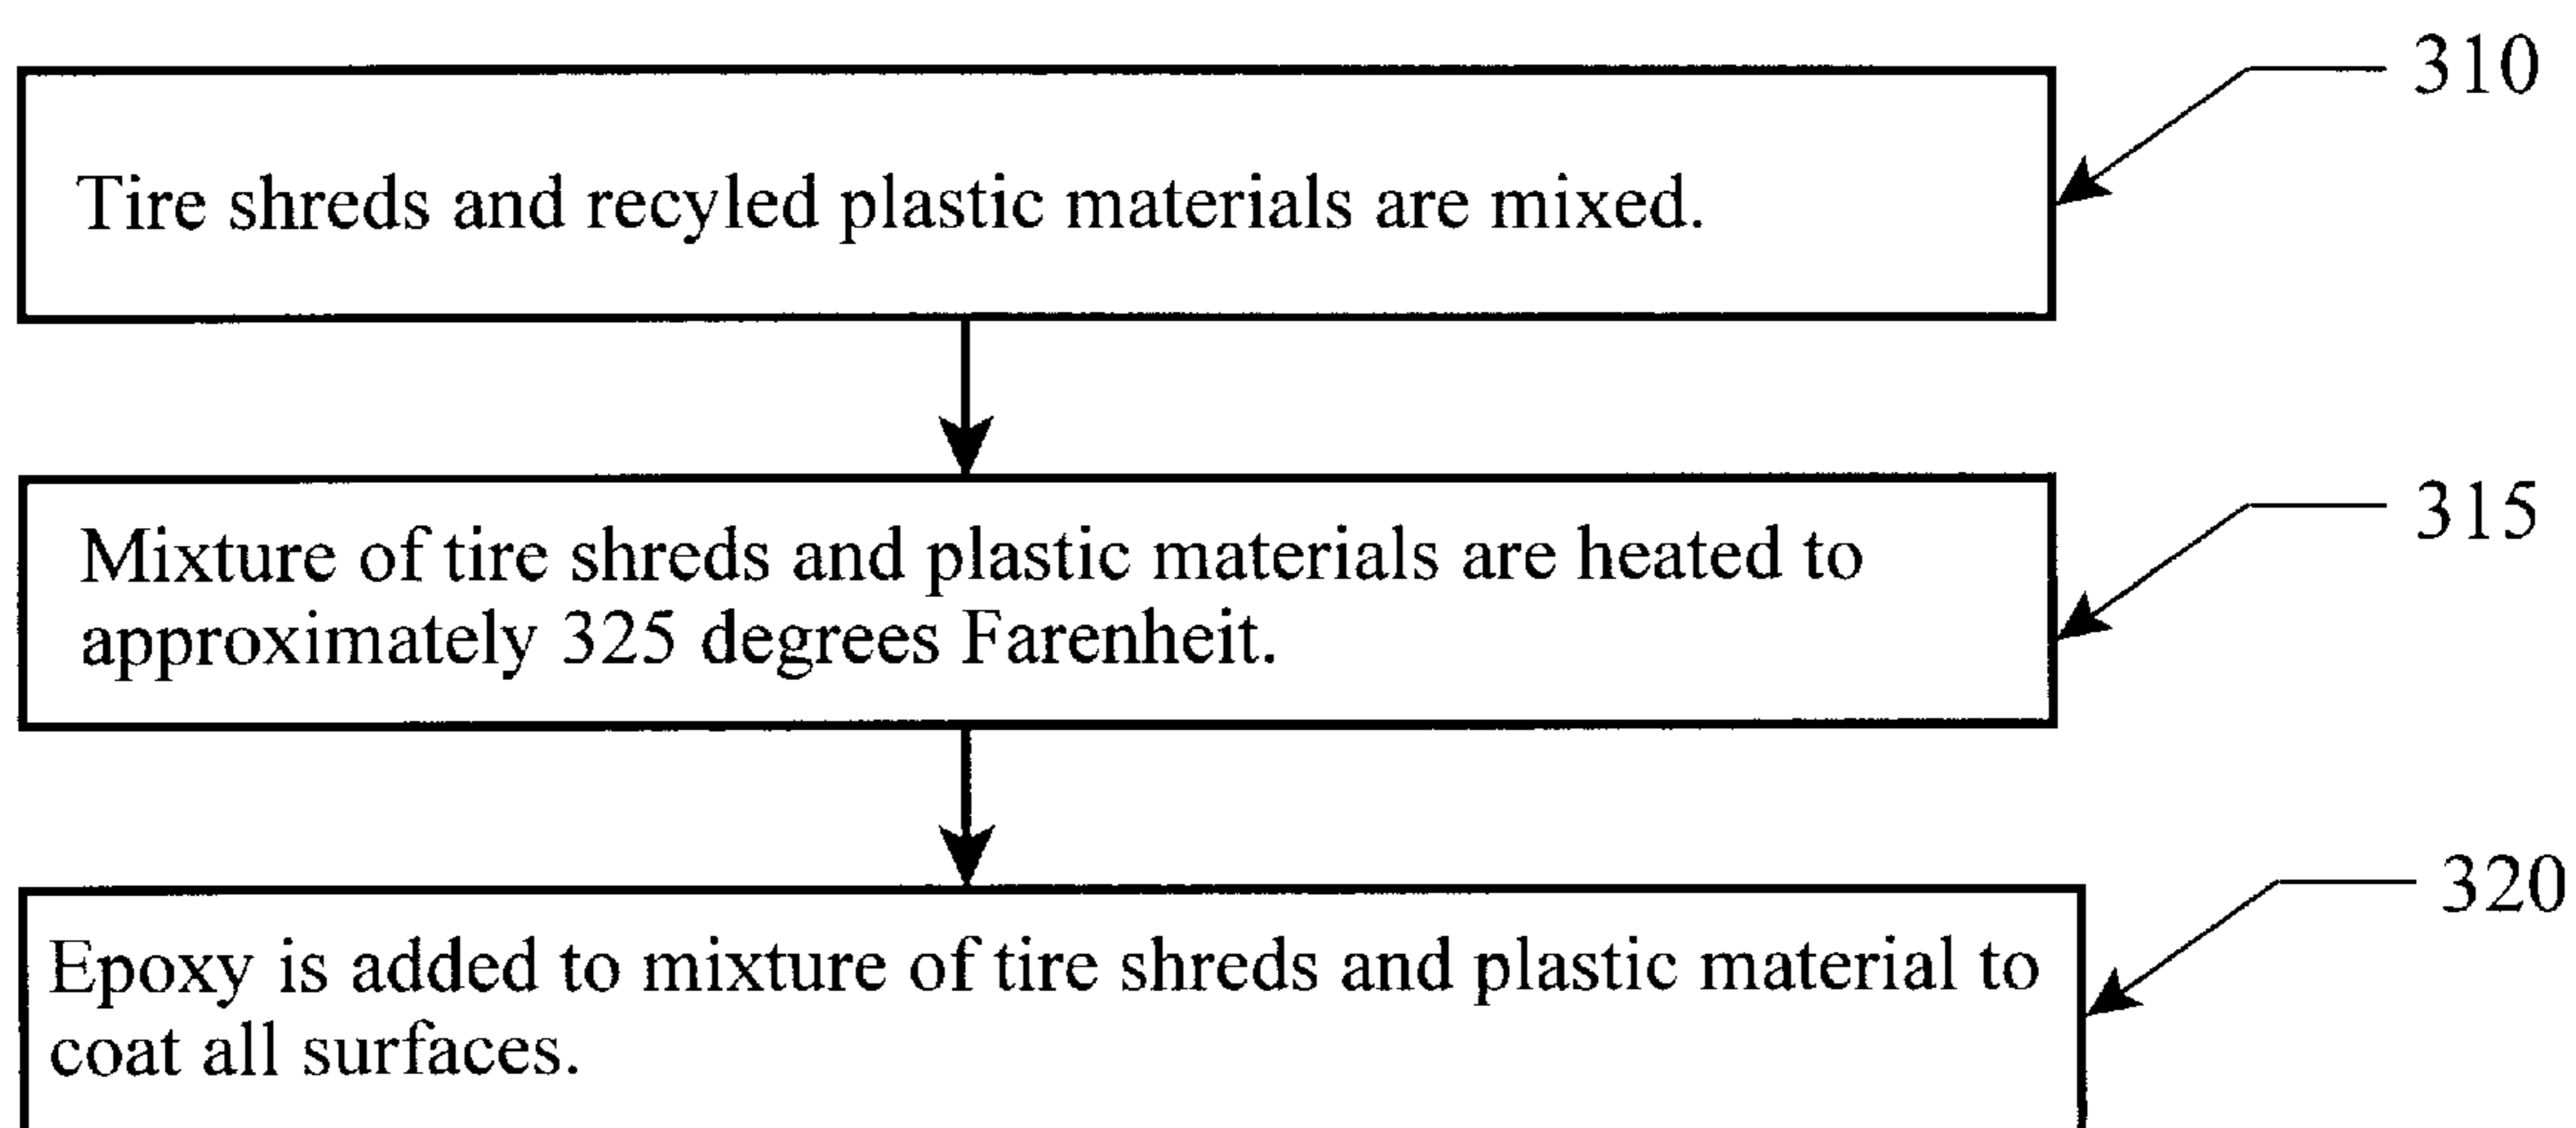 310
Tire shreds and recyled plastic materials are mixed.
315
Mixture of tire shreds and plastic materials are heated to
approximately 325 degrees Farenheit.
320
Epoxy is added to mixture of tire shreds and plastic material to
coat all surfaces.